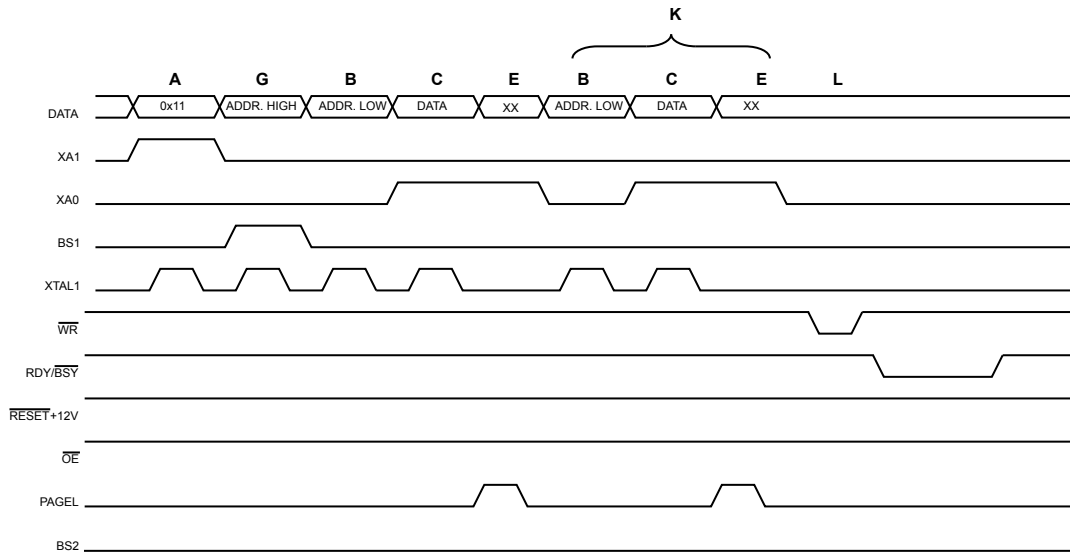 K
A G B C E B C E L
DATA 0x11 ADDR. HIGH ADDR. LOW DATA XX ADDR. LOW DATA XX
XA1
XA0
BS1
XTAL1
WR
RDY/BSY
RESET+12V
OE
PAGEL
BS2